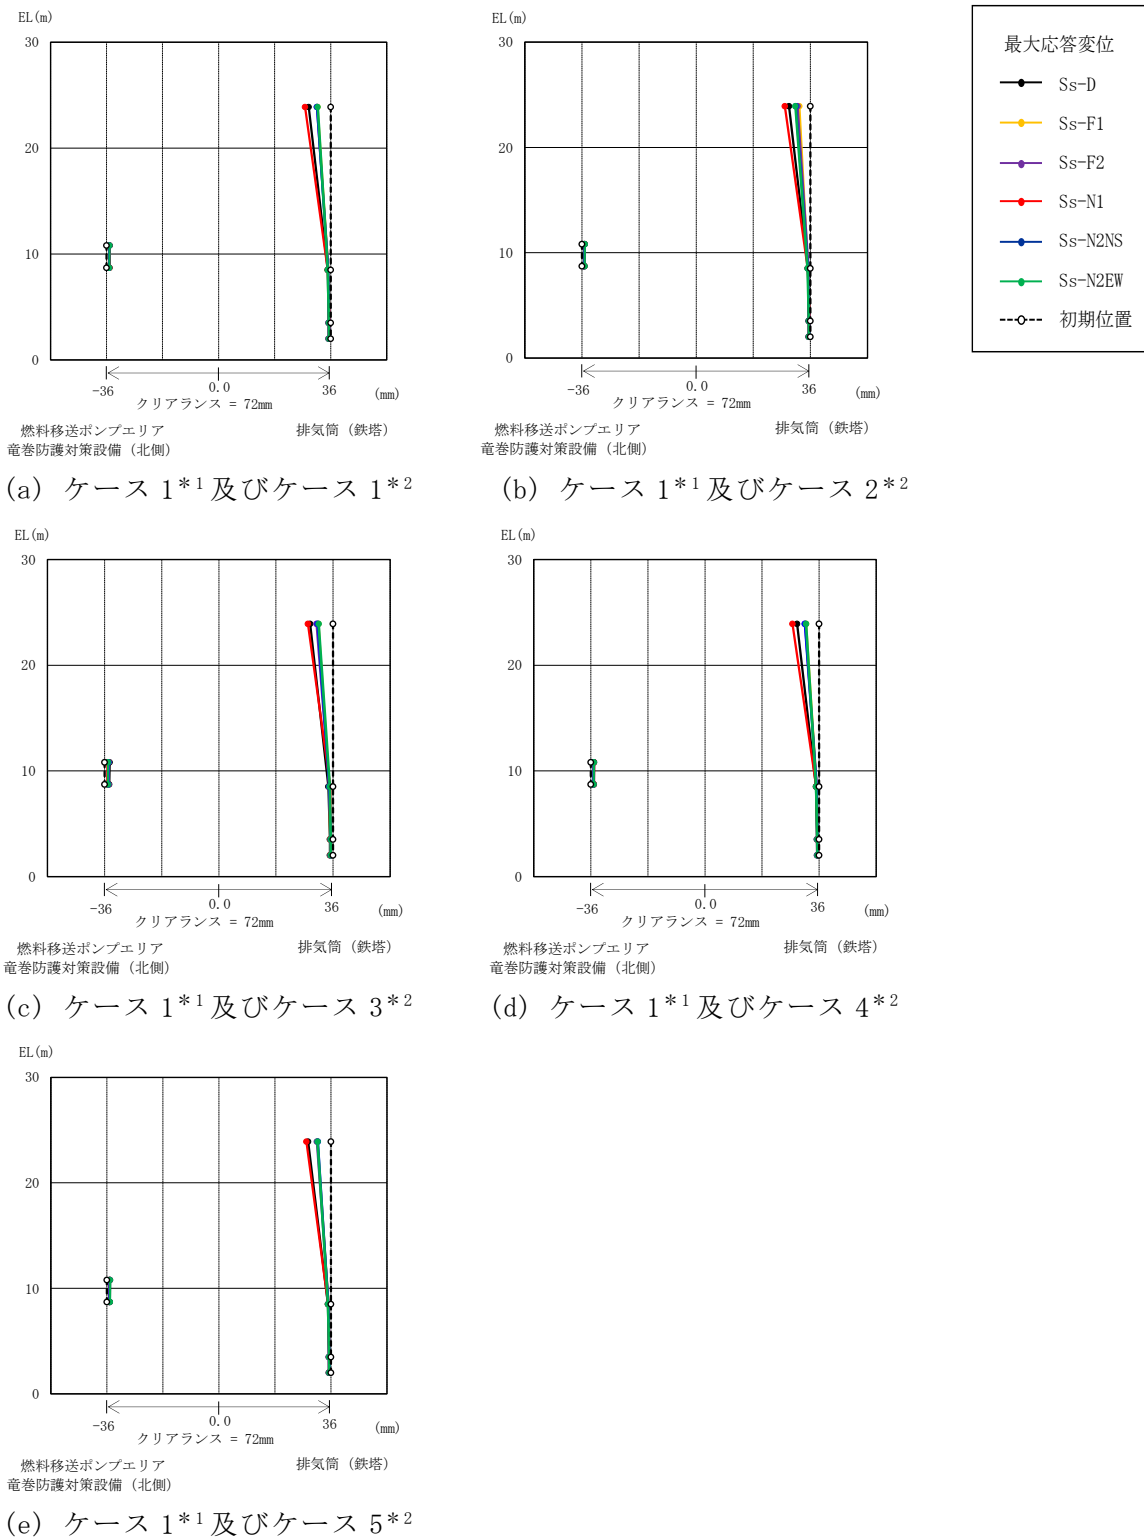 EL(m)
30
20
10
0
-36
0.0
36
(mm)
クリアランス = 72mm
燃料移送ポンプエリア
竜巻防護対策設備(北側)
排気筒(鉄塔)
(a) ケース 1*1 及びケース 1*2
EL(m)
30
20
10
0
-36
0.0
36
(mm)
クリアランス = 72mm
燃料移送ポンプエリア
竜巻防護対策設備(北側)
排気筒(鉄塔)
(b) ケース 1*1 及びケース 2*2
最大応答変位
Ss-D
Ss-F1
Ss-F2
Ss-N1
Ss-N2NS
Ss-N2EW
初期位置
EL(m)
30
20
10
0
-36
0.0
36
(mm)
クリアランス = 72mm
燃料移送ポンプエリア
竜巻防護対策設備(北側)
排気筒(鉄塔)
(c) ケース 1*1 及びケース 3*2
EL(m)
30
20
10
0
-36
0.0
36
(mm)
クリアランス = 72mm
燃料移送ポンプエリア
竜巻防護対策設備(北側)
排気筒(鉄塔)
(d) ケース 1*1 及びケース 4*2
EL(m)
30
20
10
0
-36
0.0
36
(mm)
クリアランス = 72mm
燃料移送ポンプエリア
竜巻防護対策設備(北側)
排気筒(鉄塔)
(e) ケース 1*1 及びケース 5*2